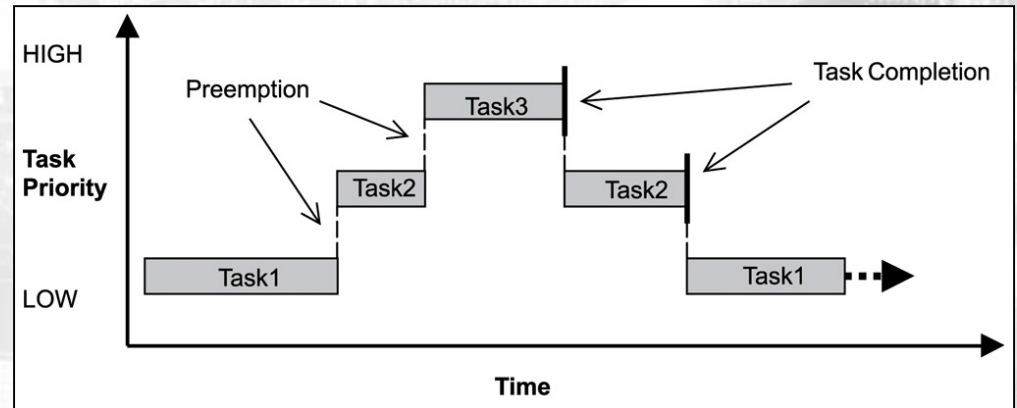 HIGH
Task Completion
Preemption
Task3
Task
Priority
Task2
Task2
Task1
Task1
LOW
Time